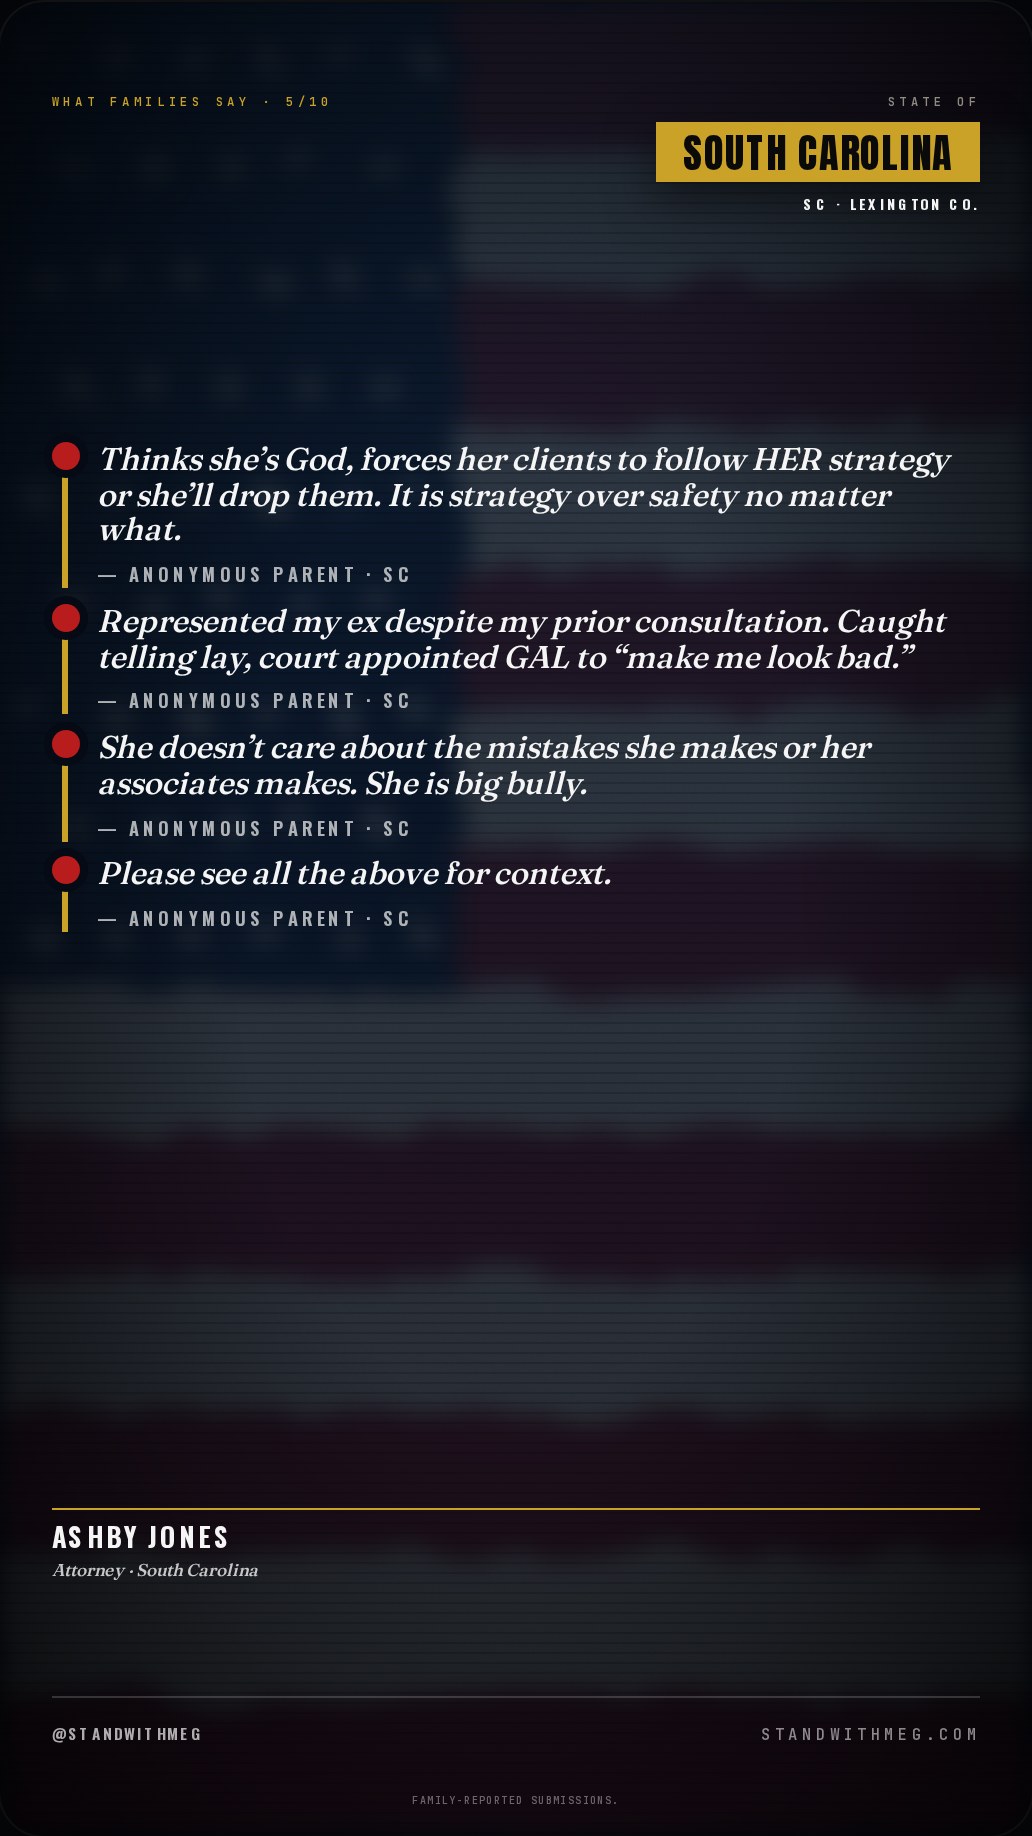 WHAT FAMILIES SAY · 5/10
STATE OF
SOUTH CAROLINA
SC · LEXINGTON CO.
Thinks she’s God, forces her clients to follow HER strategy
or she’ll drop them. It is strategy over safety no matter
what.
— ANONYMOUS PARENT · SC
Represented my ex despite my prior consultation. Caught
telling lay, court appointed GAL to “make me look bad.”
— ANONYMOUS PARENT · SC
She doesn’t care about the mistakes she makes or her
associates makes. She is big bully.
— ANONYMOUS PARENT · SC
Please see all the above for context.
— ANONYMOUS PARENT · SC
ASHBY JONES
Attorney · South Carolina
@STANDWITHMEG
STANDWITHMEG.COM
FAMILY-REPORTED SUBMISSIONS.